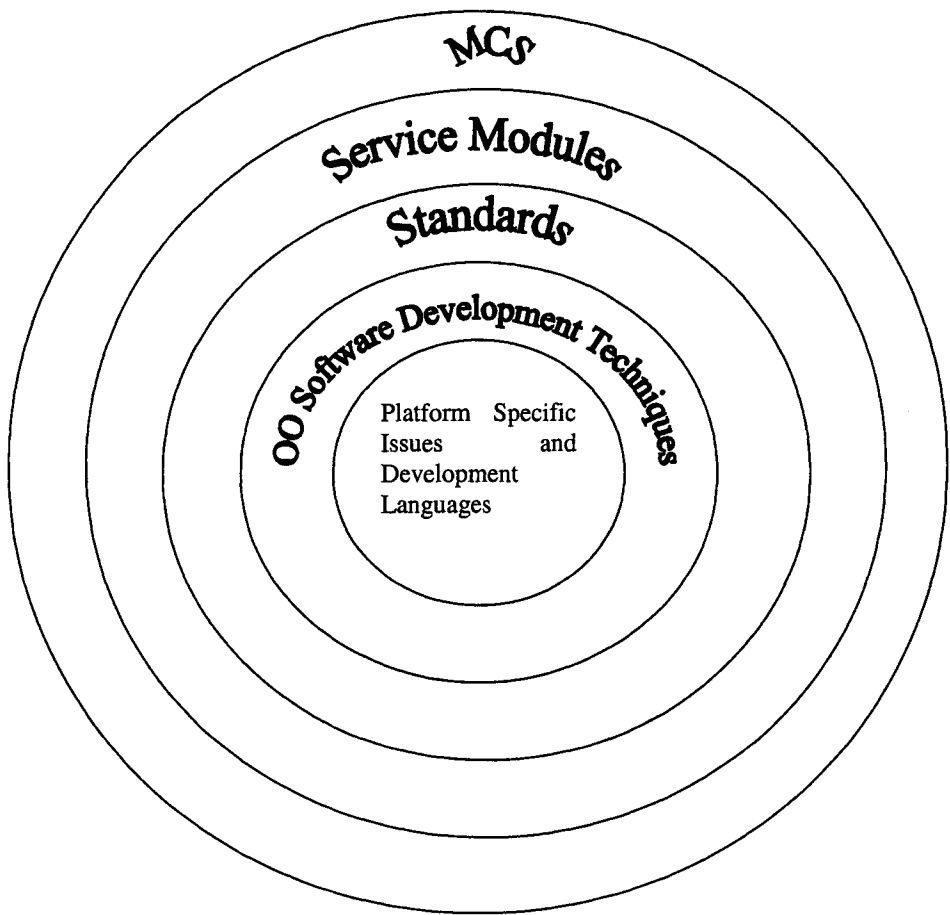 MCS
Service Modules
Standards
OO Software Development Techniques
Platform Specific
Issues and
Development
Languages